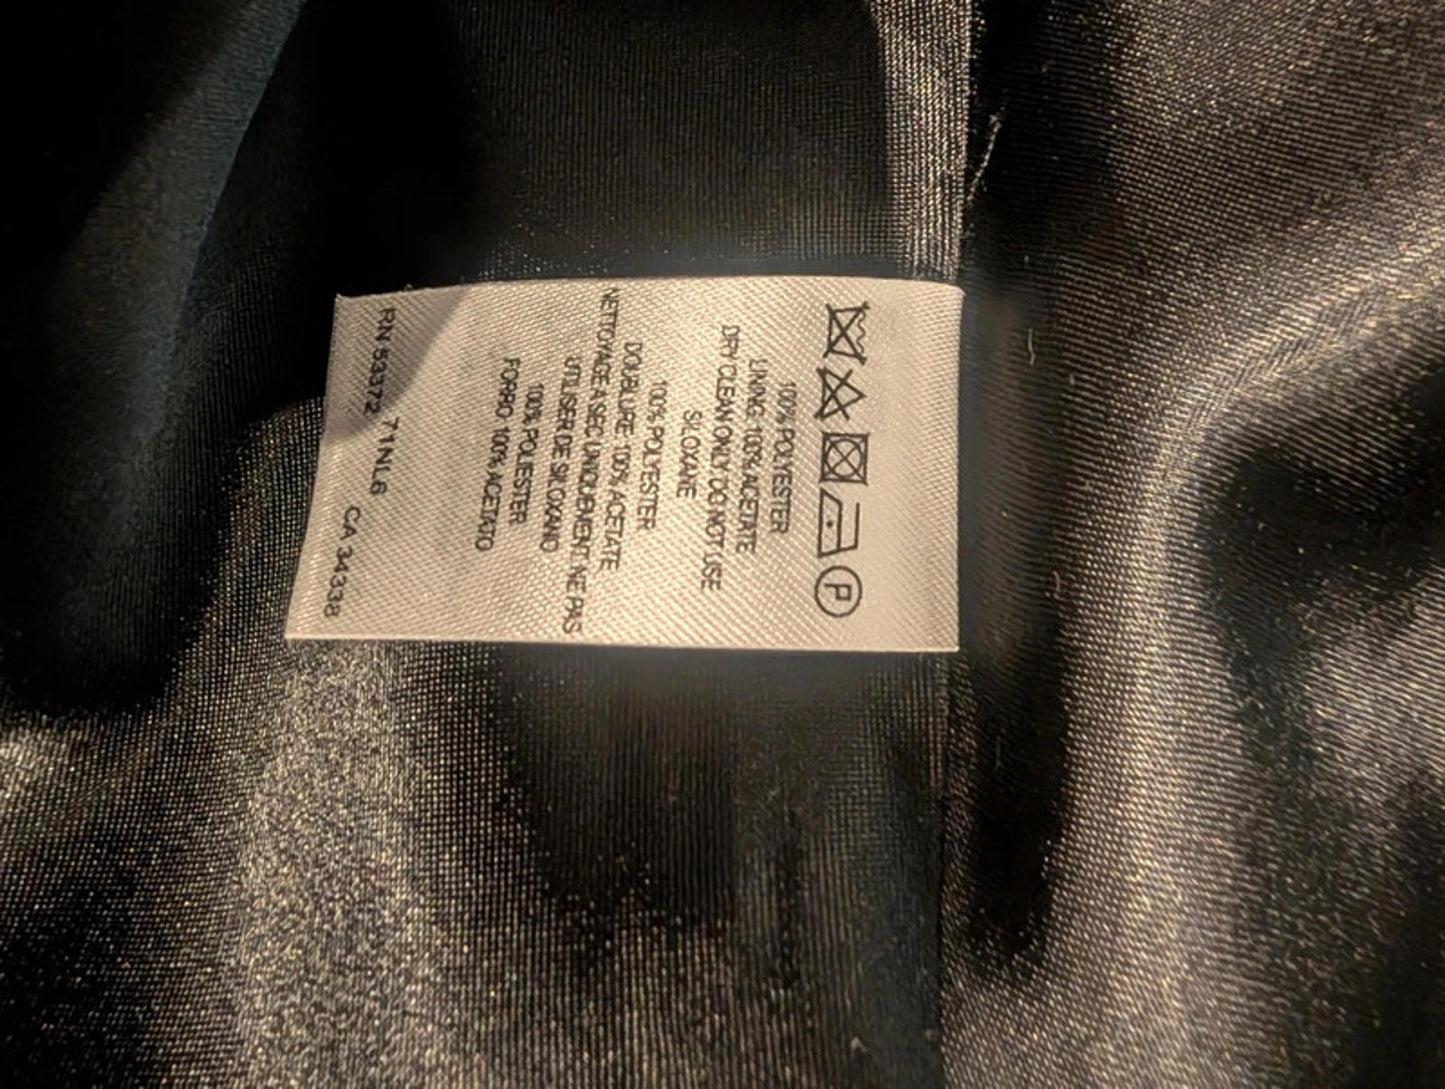 P
100% POLYESTER
LINING: 100% ACETATE
DRY CLEAN ONLY DO NOT USE
SILOXANE
100% POLYESTER
DOUBLURE: 100% ACETATE
NETTOYAGE A SEC UNIQUEMENT NE PAS
UTILISER DE SILOXANO
100% POLIESTER
FORRO: 100% ACETATO
RN 53372 71NL6 CA 34338